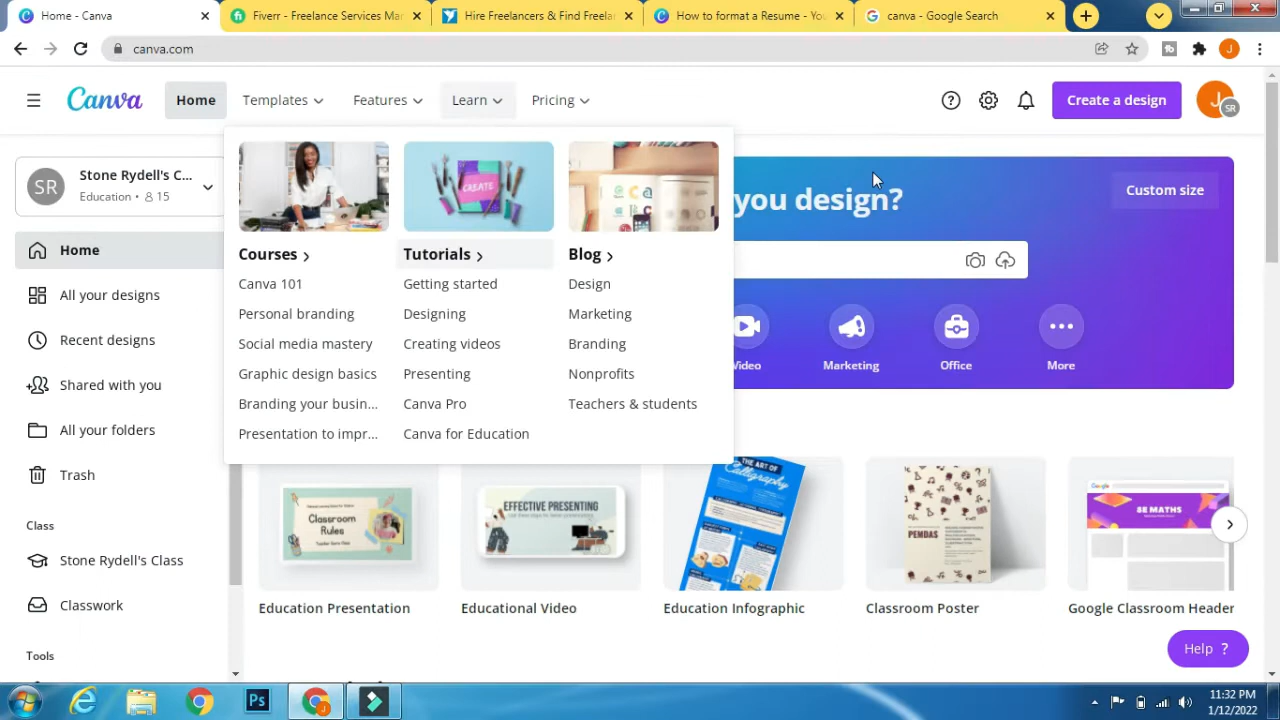 Home - Canva
Fiverr - Freelance Services Mar
Hire Freelancers & Find Freela
How to format a Resume - You
canva - Google Search
canva.com
J
Canva
Home
Templates
Features
Learn
Pricing
Create a design
J
SR
SR
Stone Rydell's C...
Education • 15
CREATE
you design?
Custom size
Home
Courses
Tutorials
Blog
Canva 101
Getting started
Design
All your designs
Personal branding
Designing
Marketing
Recent designs
Social media mastery
Creating videos
Branding
Video
Marketing
Office
More
Shared with you
Graphic design basics
Presenting
Nonprofits
Branding your busin...
Canva Pro
Teachers & students
All your folders
Presentation to impr...
Canva for Education
Trash
Classroom
Rules
EFFECTIVE PRESENTING
THE ART OF
Calligraphy
PEMDAS
Google
8E MATHS
Class
Stone Rydell's Class
Classwork
Education Presentation
Educational Video
Education Infographic
Classroom Poster
Google Classroom Header
Tools
Help ?
Ps
J
11:32 PM
1/12/2022